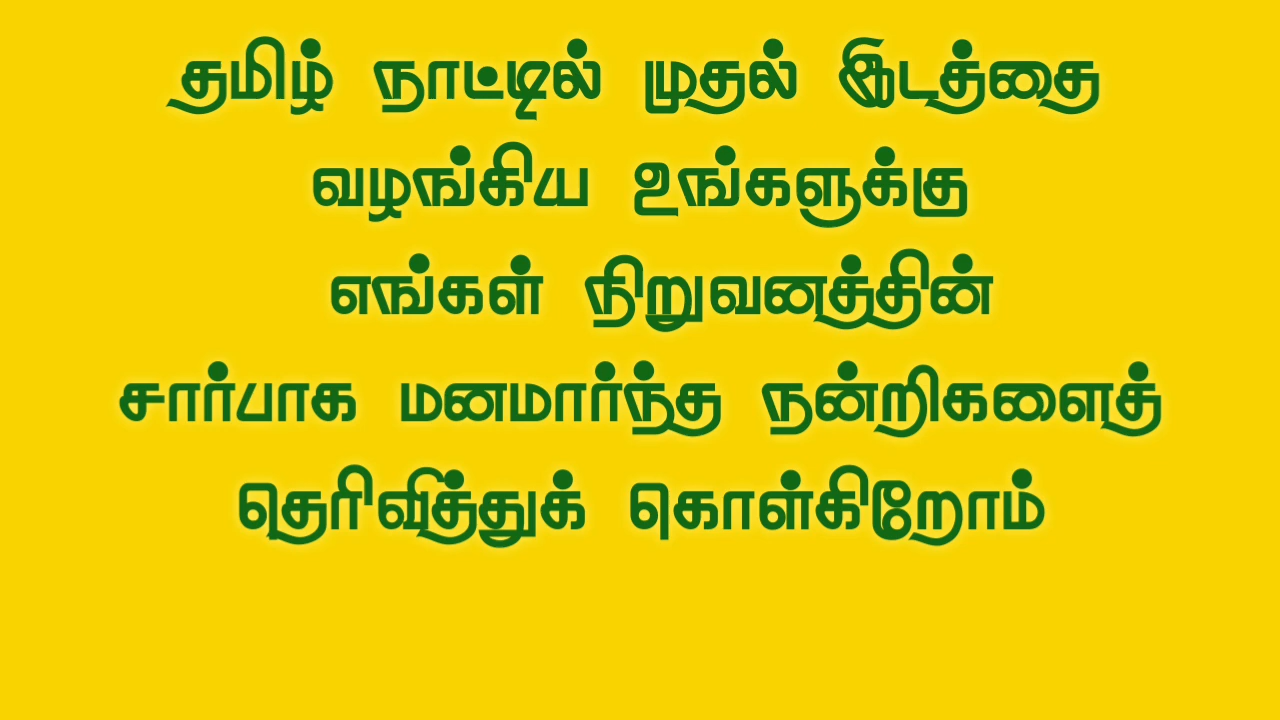 தமிழ் நாட்டில் முதல் இடத்தை
வழங்கிய உங்களுக்கு
எங்கள் நிறுவனத்தின்
சார்பாக மனமார்ந்த நன்றிகளைத்
தெரிவித்துக் கொள்கிறோம்